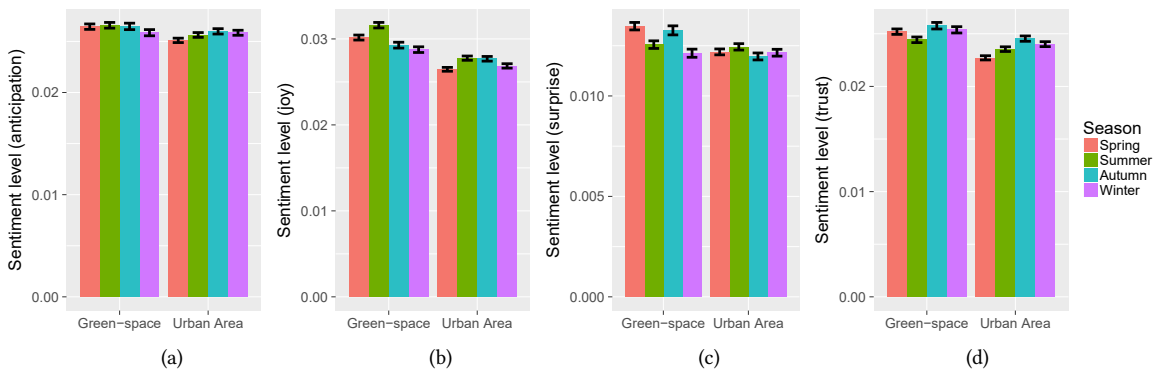 Sentiment level (anticipation)
0.02
0.01
0.00
Green−space
Urban Area
(a)
Sentiment level (joy)
0.03
0.02
0.01
0.00
Green−space
Urban Area
(b)
Sentiment level (surprise)
0.010
0.005
0.000
Green−space
Urban Area
(c)
Sentiment level (trust)
0.02
0.01
0.00
Green−space
Urban Area
(d)
Season
Spring
Summer
Autumn
Winter